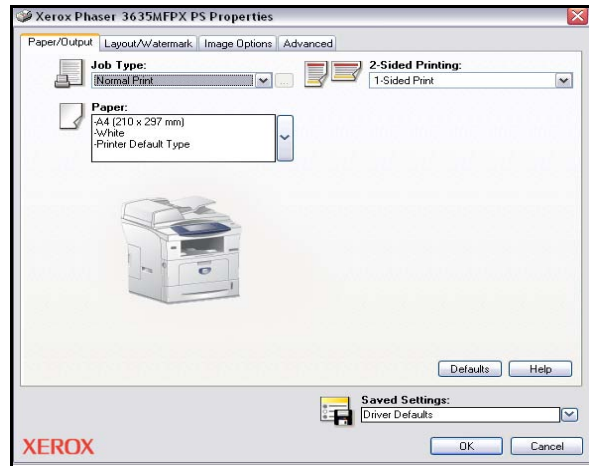 Xerox Phaser 3635MFPX PS Properties
Paper/Output Layout/Watermark Image Options Advanced
Job Type:
Normal Print
...
2-Sided Printing:
1-Sided Print
Paper:
-A4 (210 x 297 mm)
-White
-Printer Default Type
Defaults Help
Saved Settings:
Driver Defaults
XEROX
OK Cancel